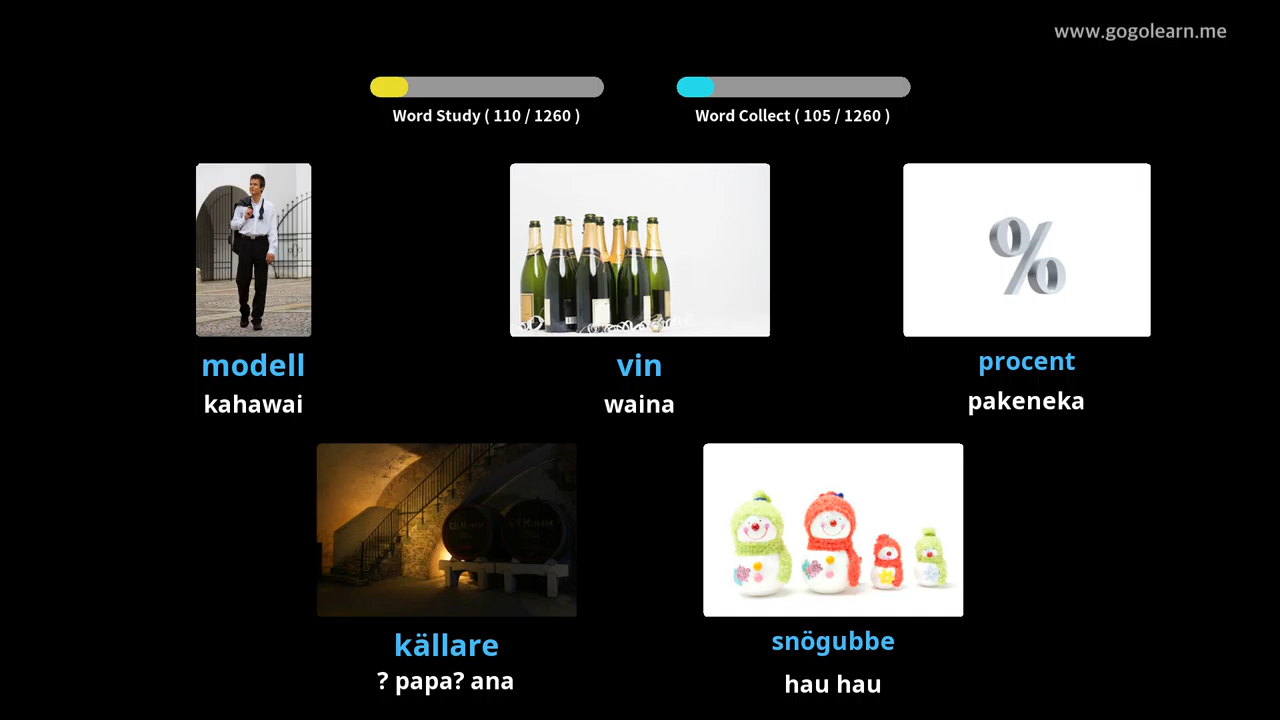 www.gogolearn.me
Word Study ( 110 / 1260 )
Word Collect ( 105 / 1260 )
modell
vin
procent
kahawai
waina
pakeneka
källare
snögubbe
? papa? ana
hau hau